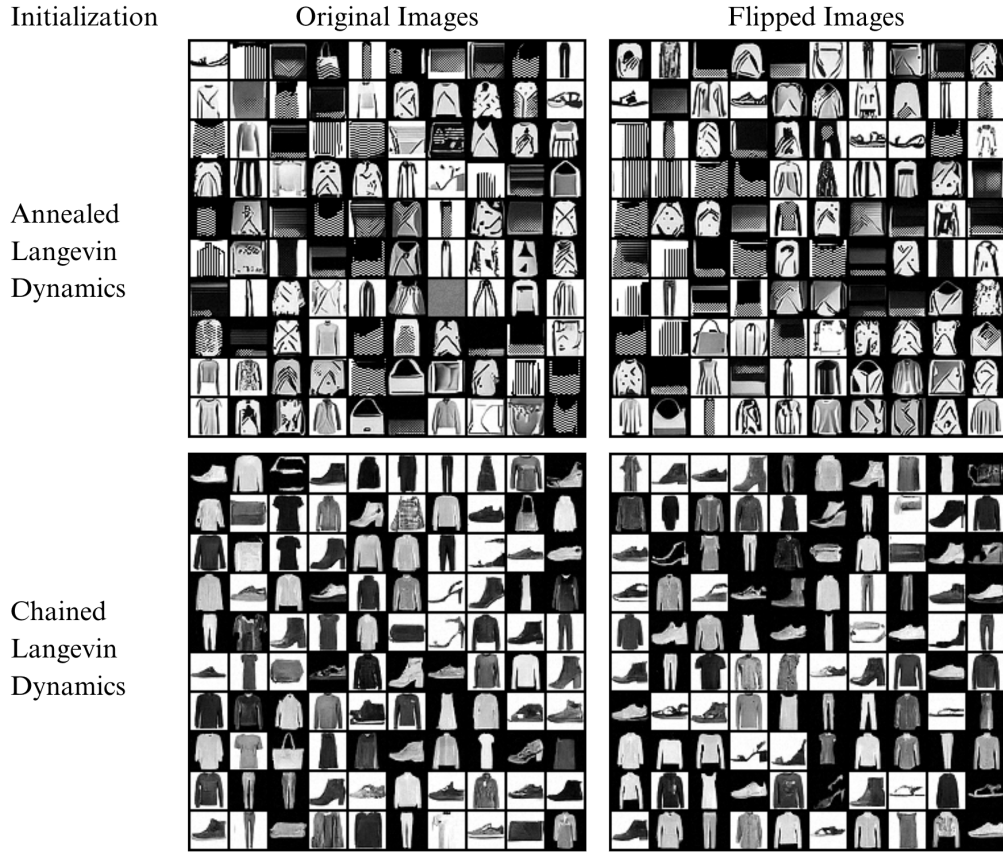 Initialization
Original Images
Flipped Images
Annealed
Langevin
Dynamics
Chained
Langevin
Dynamics